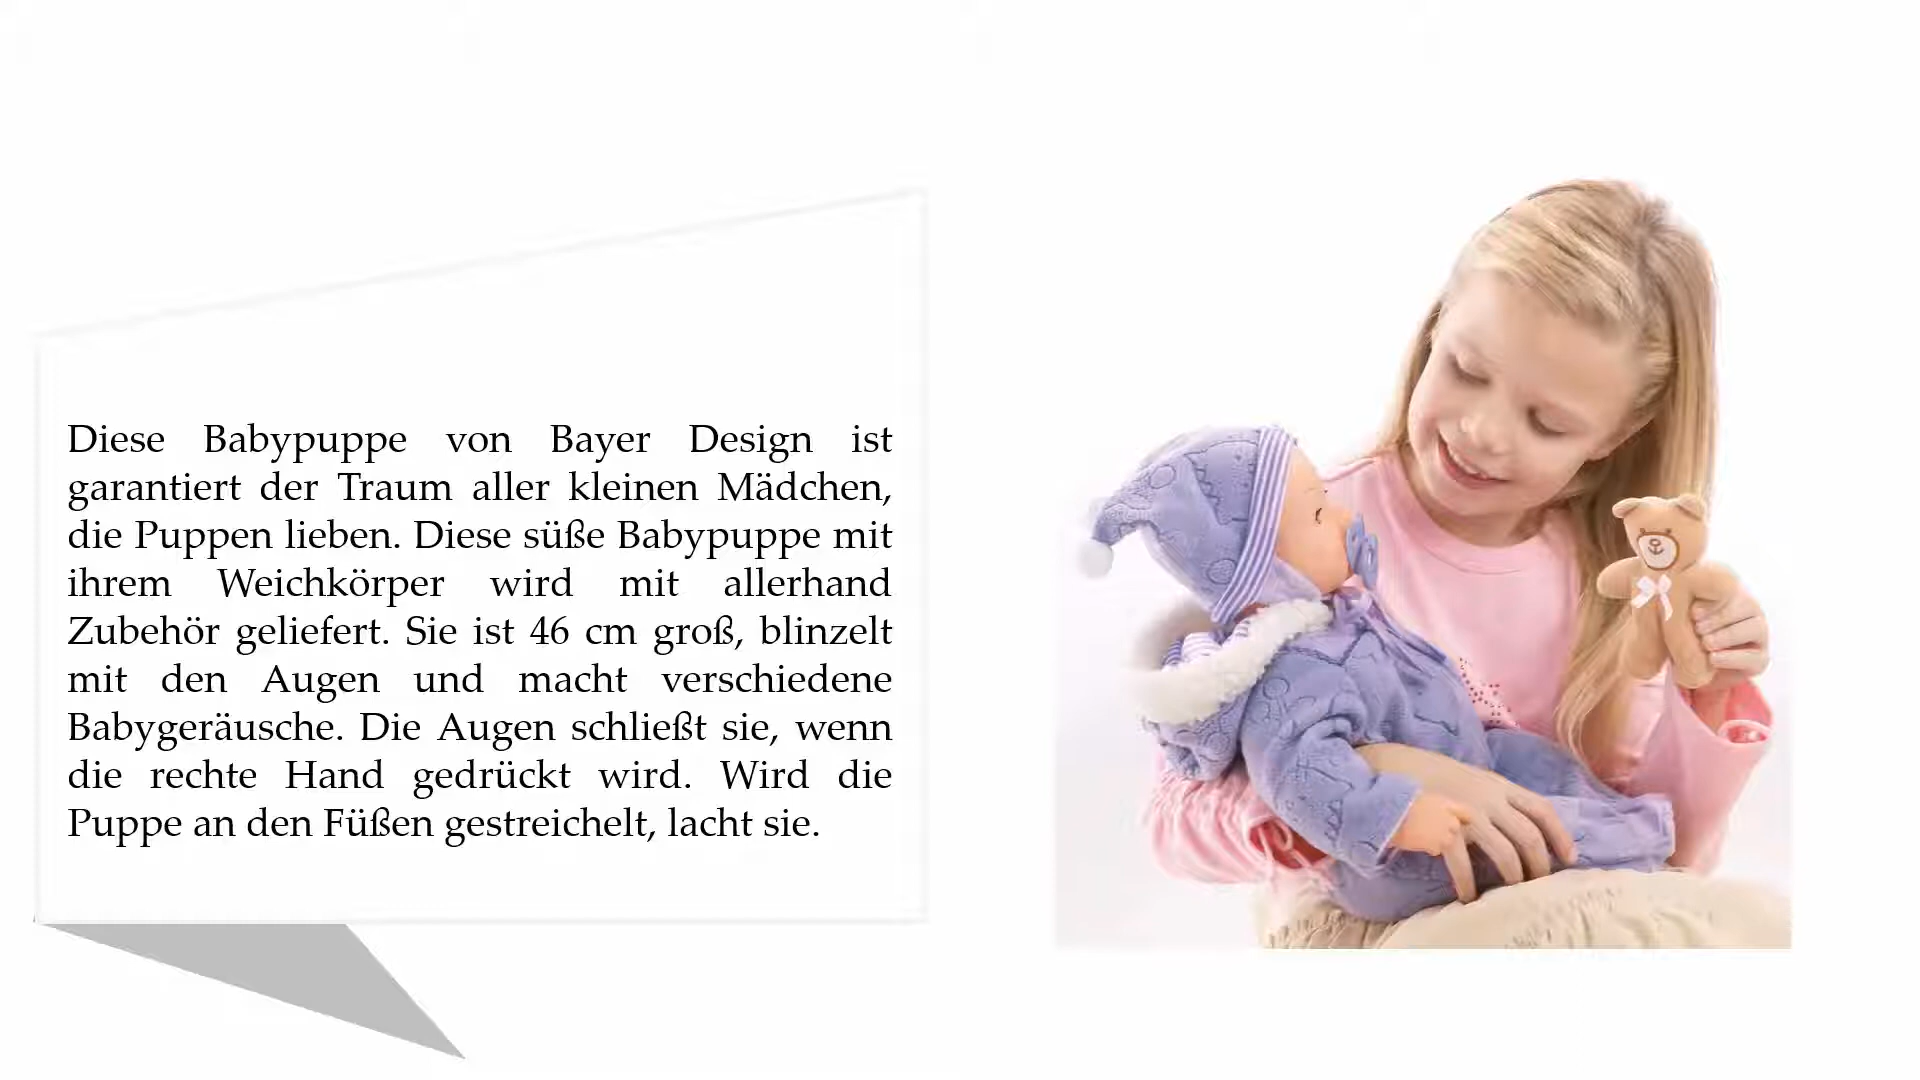 Diese Babypuppe von Bayer Design ist
garantiert der Traum aller kleinen Mädchen,
die Puppen lieben. Diese süße Babypuppe mit
ihrem Weichkörper wird mit allerhand
Zubehör geliefert. Sie ist 46 cm groß, blinzelt
mit den Augen und macht verschiedene
Babygeräusche. Die Augen schließt sie, wenn
die rechte Hand gedrückt wird. Wird die
Puppe an den Füßen gestreichelt, lacht sie.